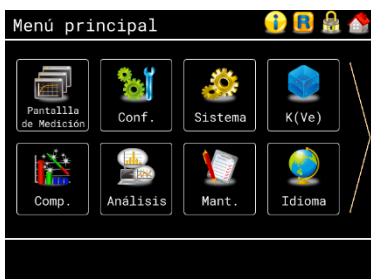 Menú principal
i R
Pantallla
de Medición
Conf.
Sistema
K(Ve)
Comp.
Análisis
Mant.
Idioma